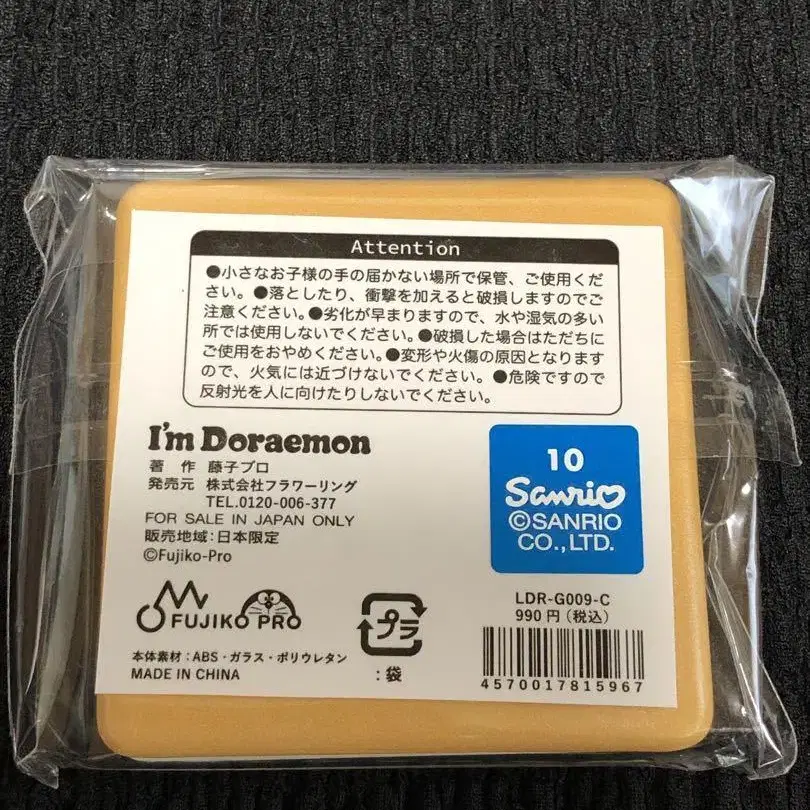 Attention
●小さなお子様の手の届かない場所で保管、ご使用くだ
さい。●落としたり、衝撃を加えると破損しますのでご
注意ください。●劣化が早まりますので、水や湿気の多い
所では使用しないでください。●破損した場合はただちに
ご使用をおやめください。●変形や火傷の原因となります
ので、火気には近づけないでください。●危険ですので
反射光を人に向けたりしないでください。
I'm Doraemon
著 作 藤子プロ
発売元 株式会社フラワーリング
TEL.0120-006-377
FOR SALE IN JAPAN ONLY
販売地域:日本限定
©Fujiko-Pro
10
Sanrio
©SANRIO
CO.,LTD.
FUJIKO PRO
プラ
:袋
本体素材:ABS・ガラス・ポリウレタン
MADE IN CHINA
LDR-G009-C
990円(税込)
4570017815967